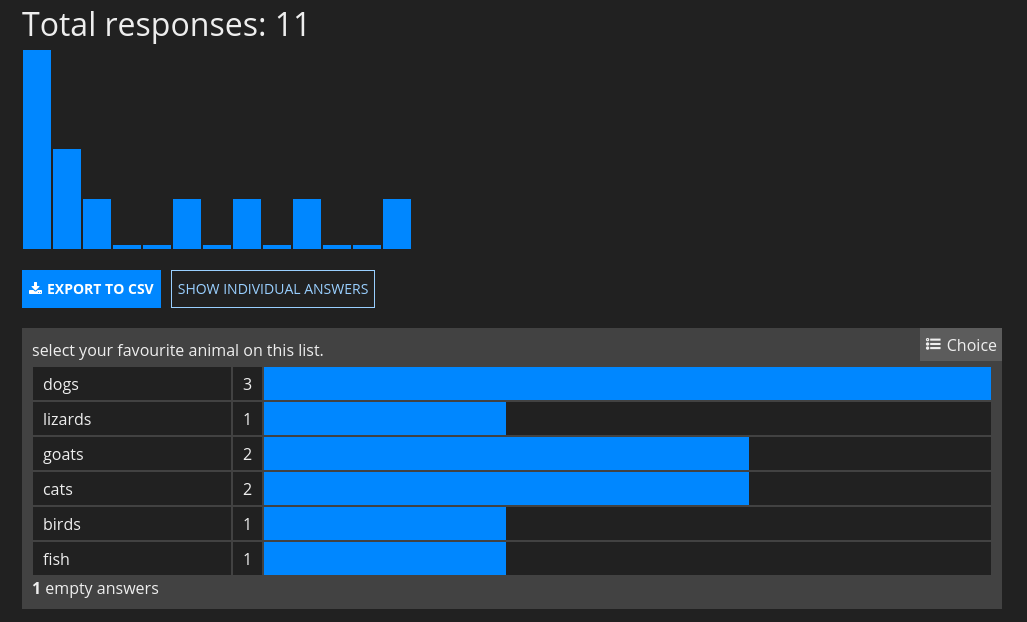 Total responses: 11
EXPORT TO CSV SHOW INDIVIDUAL ANSWERS
Choice
select your favourite animal on this list.
dogs 3
lizards 1
goats 2
cats 2
birds 1
fish 1
1 empty answers